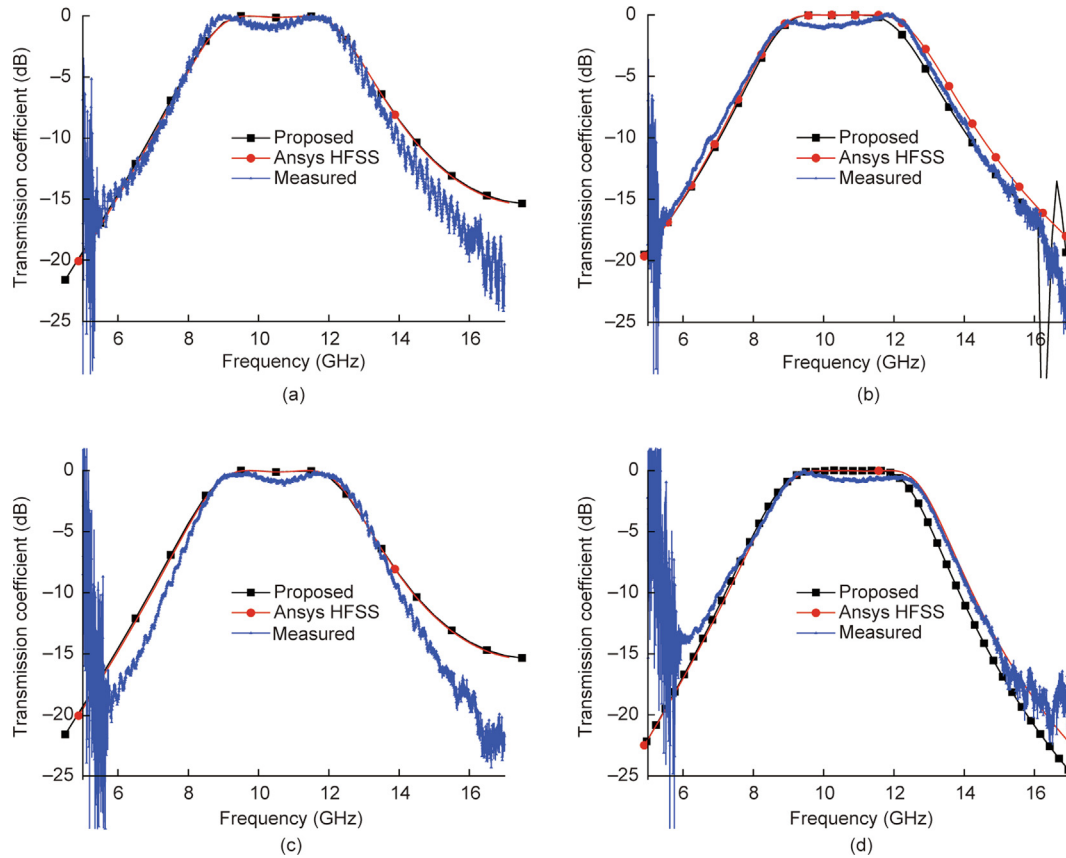 Transmission coefficient (dB)
0
–5
–10
–15
–20
–25
Proposed
Ansys HFSS
Measured
6 8 10 12 14 16
Frequency (GHz)
(a)
Transmission coefficient (dB)
0
–5
–10
–15
–20
–25
Proposed
Ansys HFSS
Measured
6 8 10 12 14 16
Frequency (GHz)
(b)
Transmission coefficient (dB)
0
–5
–10
–15
–20
–25
Proposed
Ansys HFSS
Measured
6 8 10 12 14 16
Frequency (GHz)
(c)
Transmission coefficient (dB)
0
–5
–10
–15
–20
–25
Proposed
Ansys HFSS
Measured
6 8 10 12 14 16
Frequency (GHz)
(d)